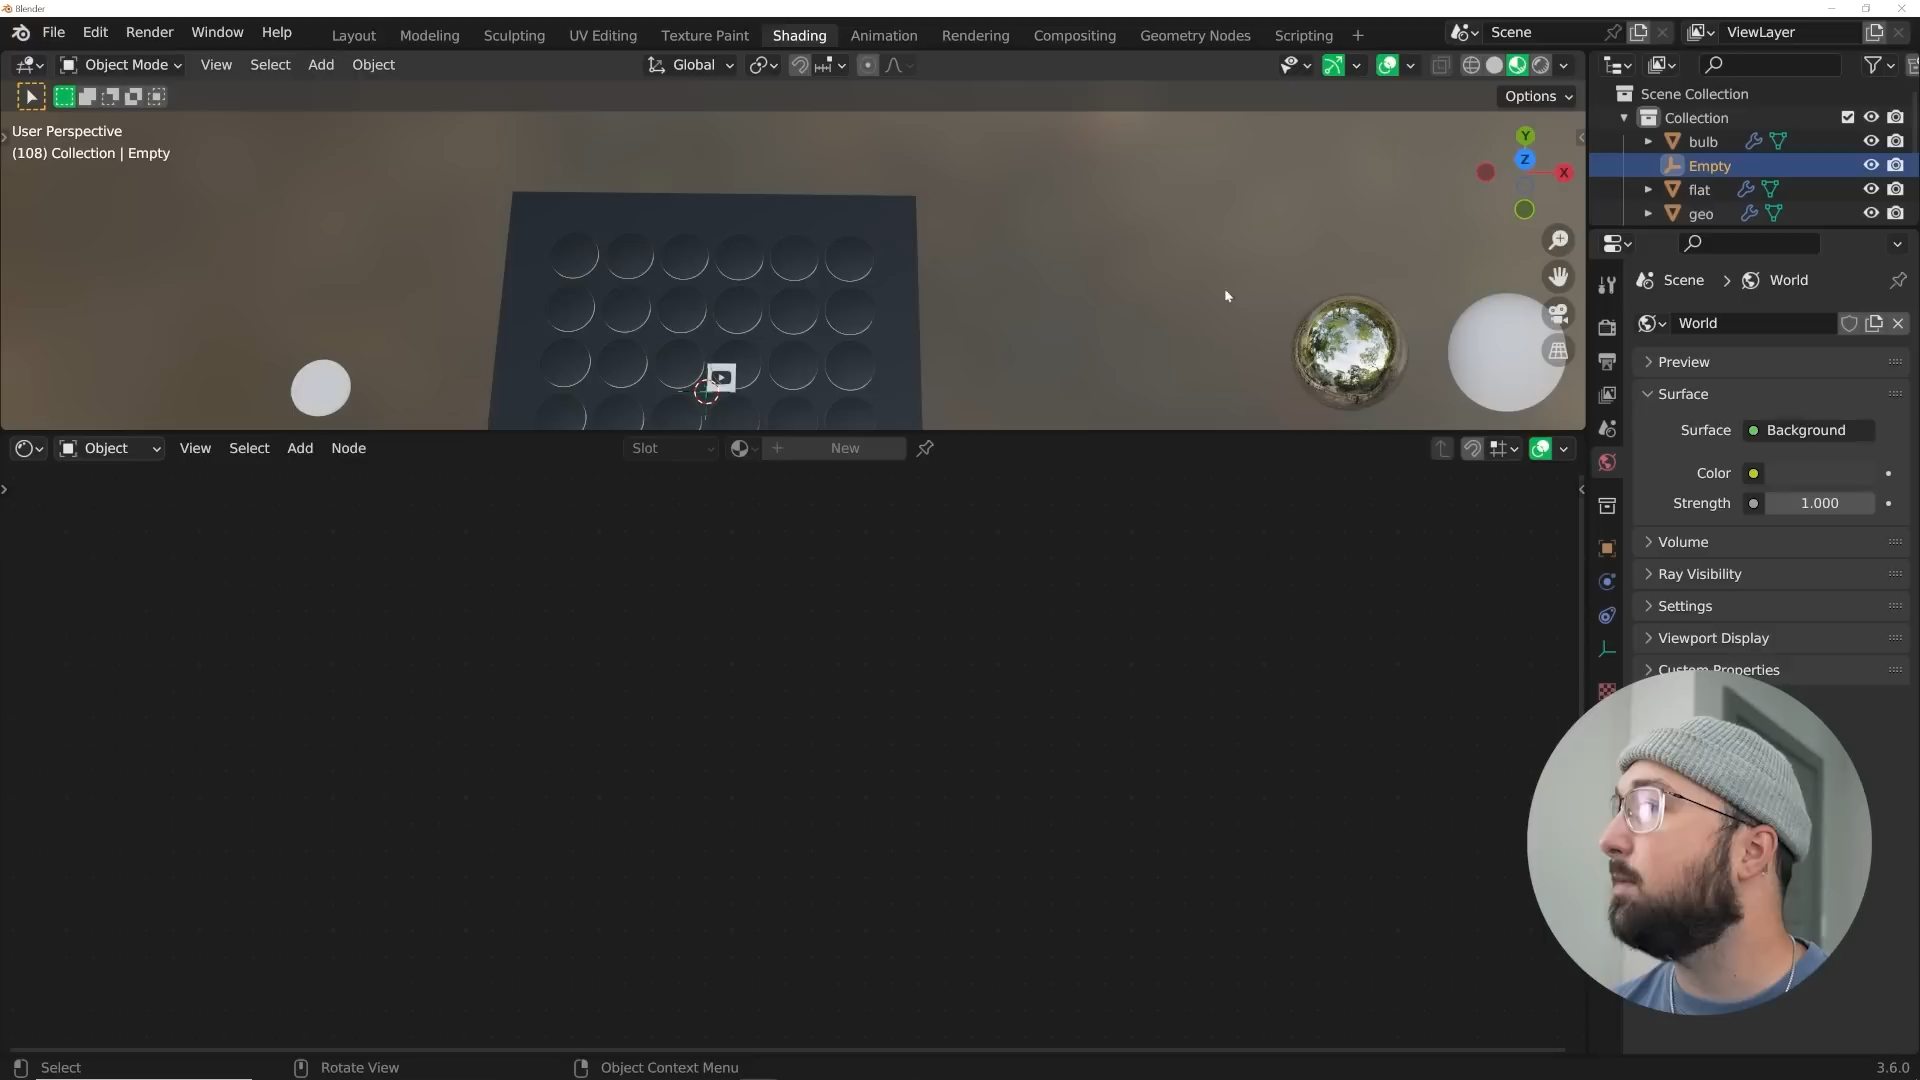 Blender
File Edit Render Window Help Layout Modeling Sculpting UV Editing Texture Paint Shading Animation Rendering Compositing Geometry Nodes Scripting + Scene ViewLayer
Object Mode View Select Add Object Global
Options
User Perspective
(108) Collection | Empty
Y
Z
X
Scene Collection
Collection
bulb
Empty
flat
geo
Scene > World
World
Preview
Surface
Surface Background
Color
Strength 1.000
Volume
Ray Visibility
Settings
Viewport Display
Custom Properties
Object View Select Add Node Slot New
Select Rotate View Object Context Menu 3.6.0